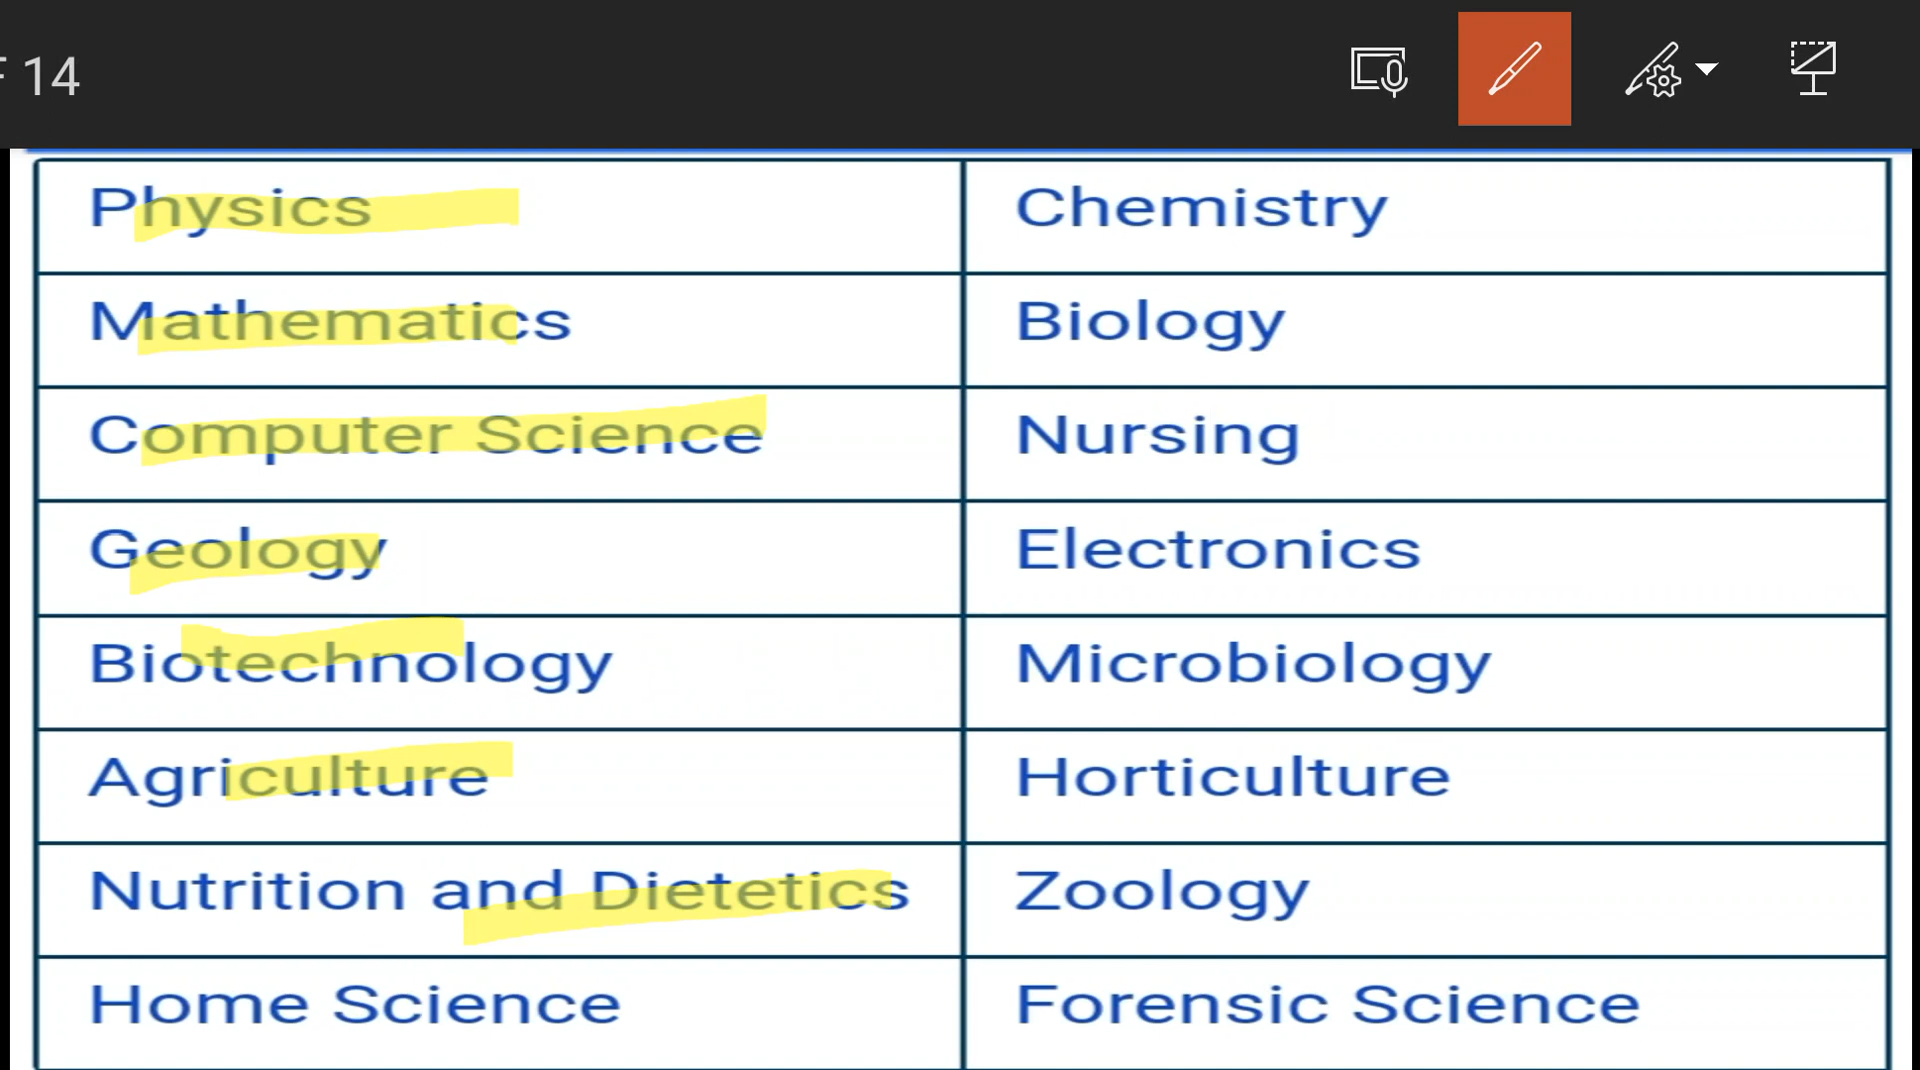 14
Physics Chemistry
Mathematics Biology
Computer Science Nursing
Geology Electronics
Biotechnology Microbiology
Agriculture Horticulture
Nutrition and Dietetics Zoology
Home Science Forensic Science